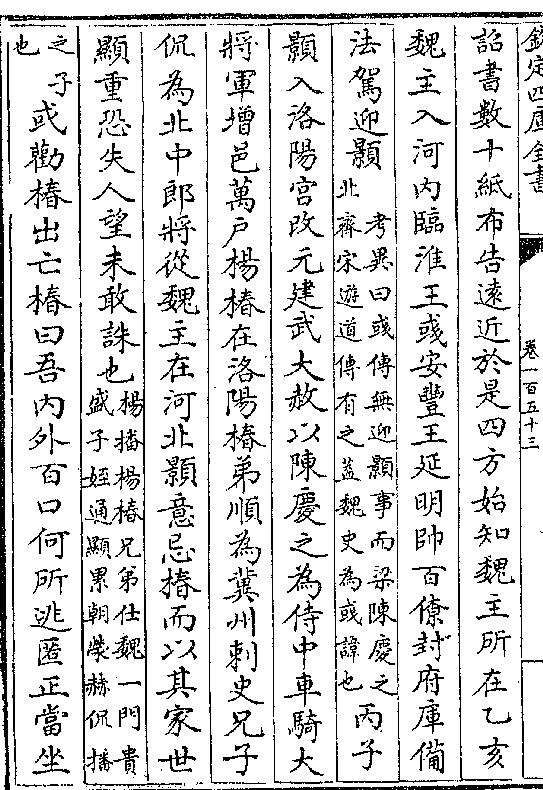 欽定四庫全書
卷一百五十三
詔書數十紙布告遠近於是四方始知魏主所在乙亥
魏主入河内臨淮王彧安豐王延明帥百僚封府庫備
法駕迎顥考異曰彧傳無迎顥事而梁陳慶之北齊宋遊道傳有之葢魏史為彧諱也丙子
顥入洛陽宮改元建武大赦以陳慶之為侍中車騎大
將軍增邑萬户楊椿在洛陽椿弟順為冀州刺史兄子
侃為北中郎將從魏主在河北顥意忌椿而以其家世
顯重恐失人望未敢誅也楊播楊椿兄弟仕魏一門貴盛子姪通顯累朝榮赫侃播
之子也或勸椿出亡椿曰吾内外百口何所逃匿正當坐